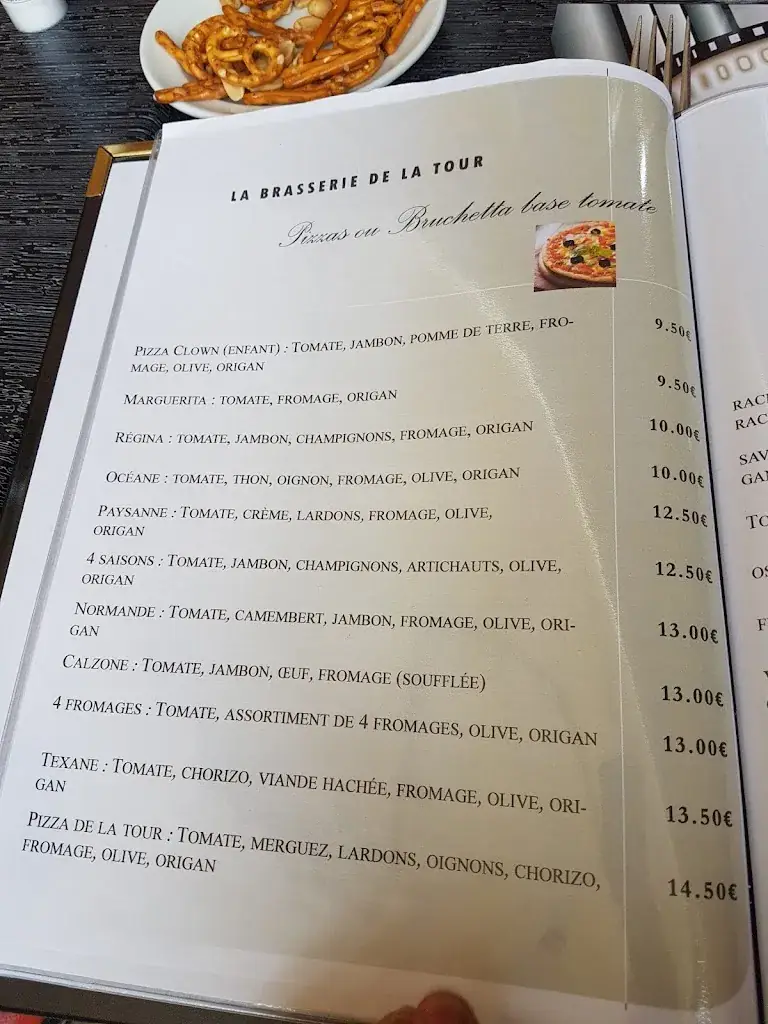 LA BRASSERIE DE LA TOUR
Pizzas ou Bruchetta base tomate
PIZZA CLOWN (ENFANT) : TOMATE, JAMBON, POMME DE TERRE, FRO- 9.50€
MAGE, OLIVE, ORIGAN
MARGUERITA : TOMATE, FROMAGE, ORIGAN 9.50€
RÉGINA : TOMATE, JAMBON, CHAMPIGNONS, FROMAGE, ORIGAN 10.00€
OCÉANE : TOMATE, THON, OIGNON, FROMAGE, OLIVE, ORIGAN 10.00€
PAYSANNE : TOMATE, CRÈME, LARDONS, FROMAGE, OLIVE, 12.50€
ORIGAN
4 SAISONS : TOMATE, JAMBON, CHAMPIGNONS, ARTICHAUTS, OLIVE, 12.50€
ORIGAN
NORMANDE : TOMATE, CAMEMBERT, JAMBON, FROMAGE, OLIVE, ORI- 13.00€
GAN
CALZONE : TOMATE, JAMBON, ŒUF, FROMAGE (SOUFFLÉE) 13.00€
4 FROMAGES : TOMATE, ASSORTIMENT DE 4 FROMAGES, OLIVE, ORIGAN 13.00€
TEXANE : TOMATE, CHORIZO, VIANDE HACHÉE, FROMAGE, OLIVE, ORI- 13.50€
GAN
PIZZA DE LA TOUR : TOMATE, MERGUEZ, LARDONS, OIGNONS, CHORIZO, 14.50€
FROMAGE, OLIVE, ORIGAN